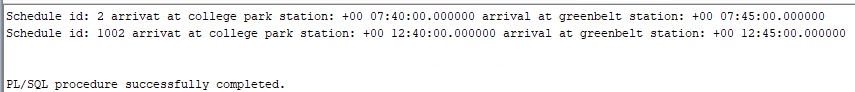 Schedule id: 2 arrivat at college park station: +00 07:40:00.000000 arrival at greenbelt station: +00 07:45:00.000000
Schedule id: 1002 arrivat at college park station: +00 12:40:00.000000 arrival at greenbelt station: +00 12:45:00.000000
PL/SQL procedure successfully completed.